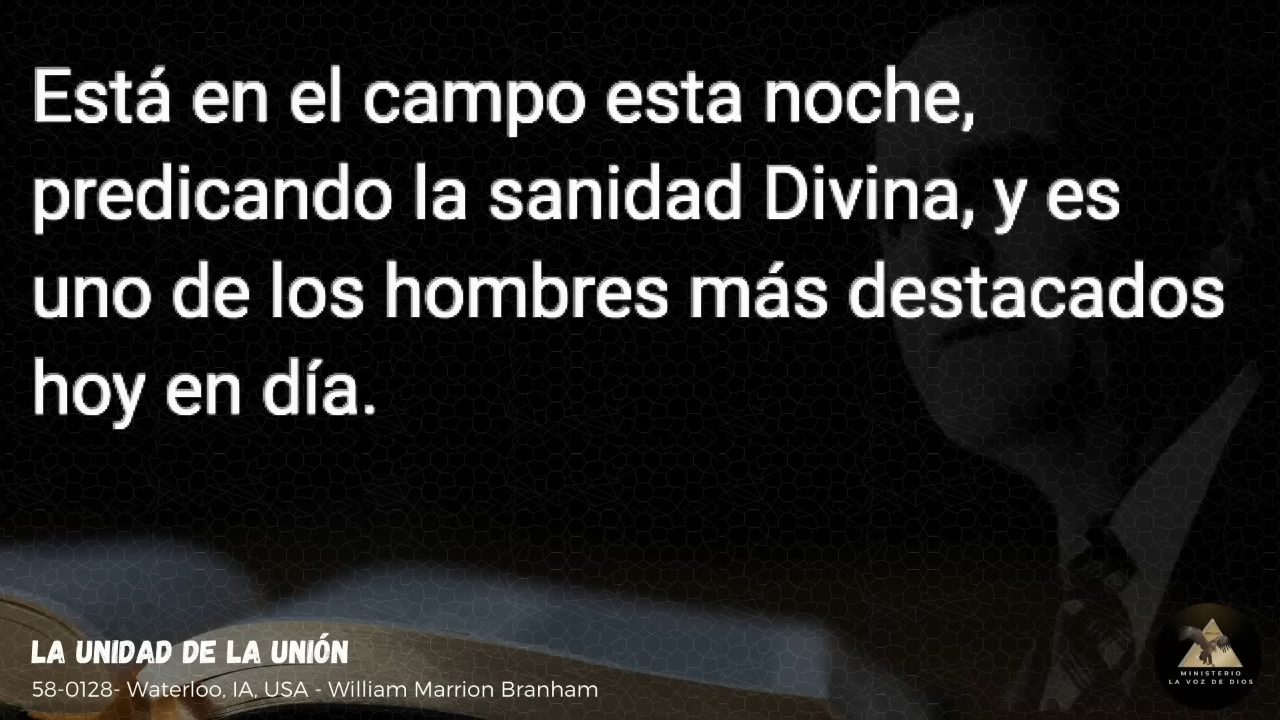 Está en el campo esta noche,
predicando la sanidad Divina, y es
uno de los hombres más destacados
hoy en día.
LA UNIDAD DE LA UNIÓN
58-0128- Waterloo, IA, USA - William Marrion Branham
MINISTERIO
LA VOZ DE DIOS